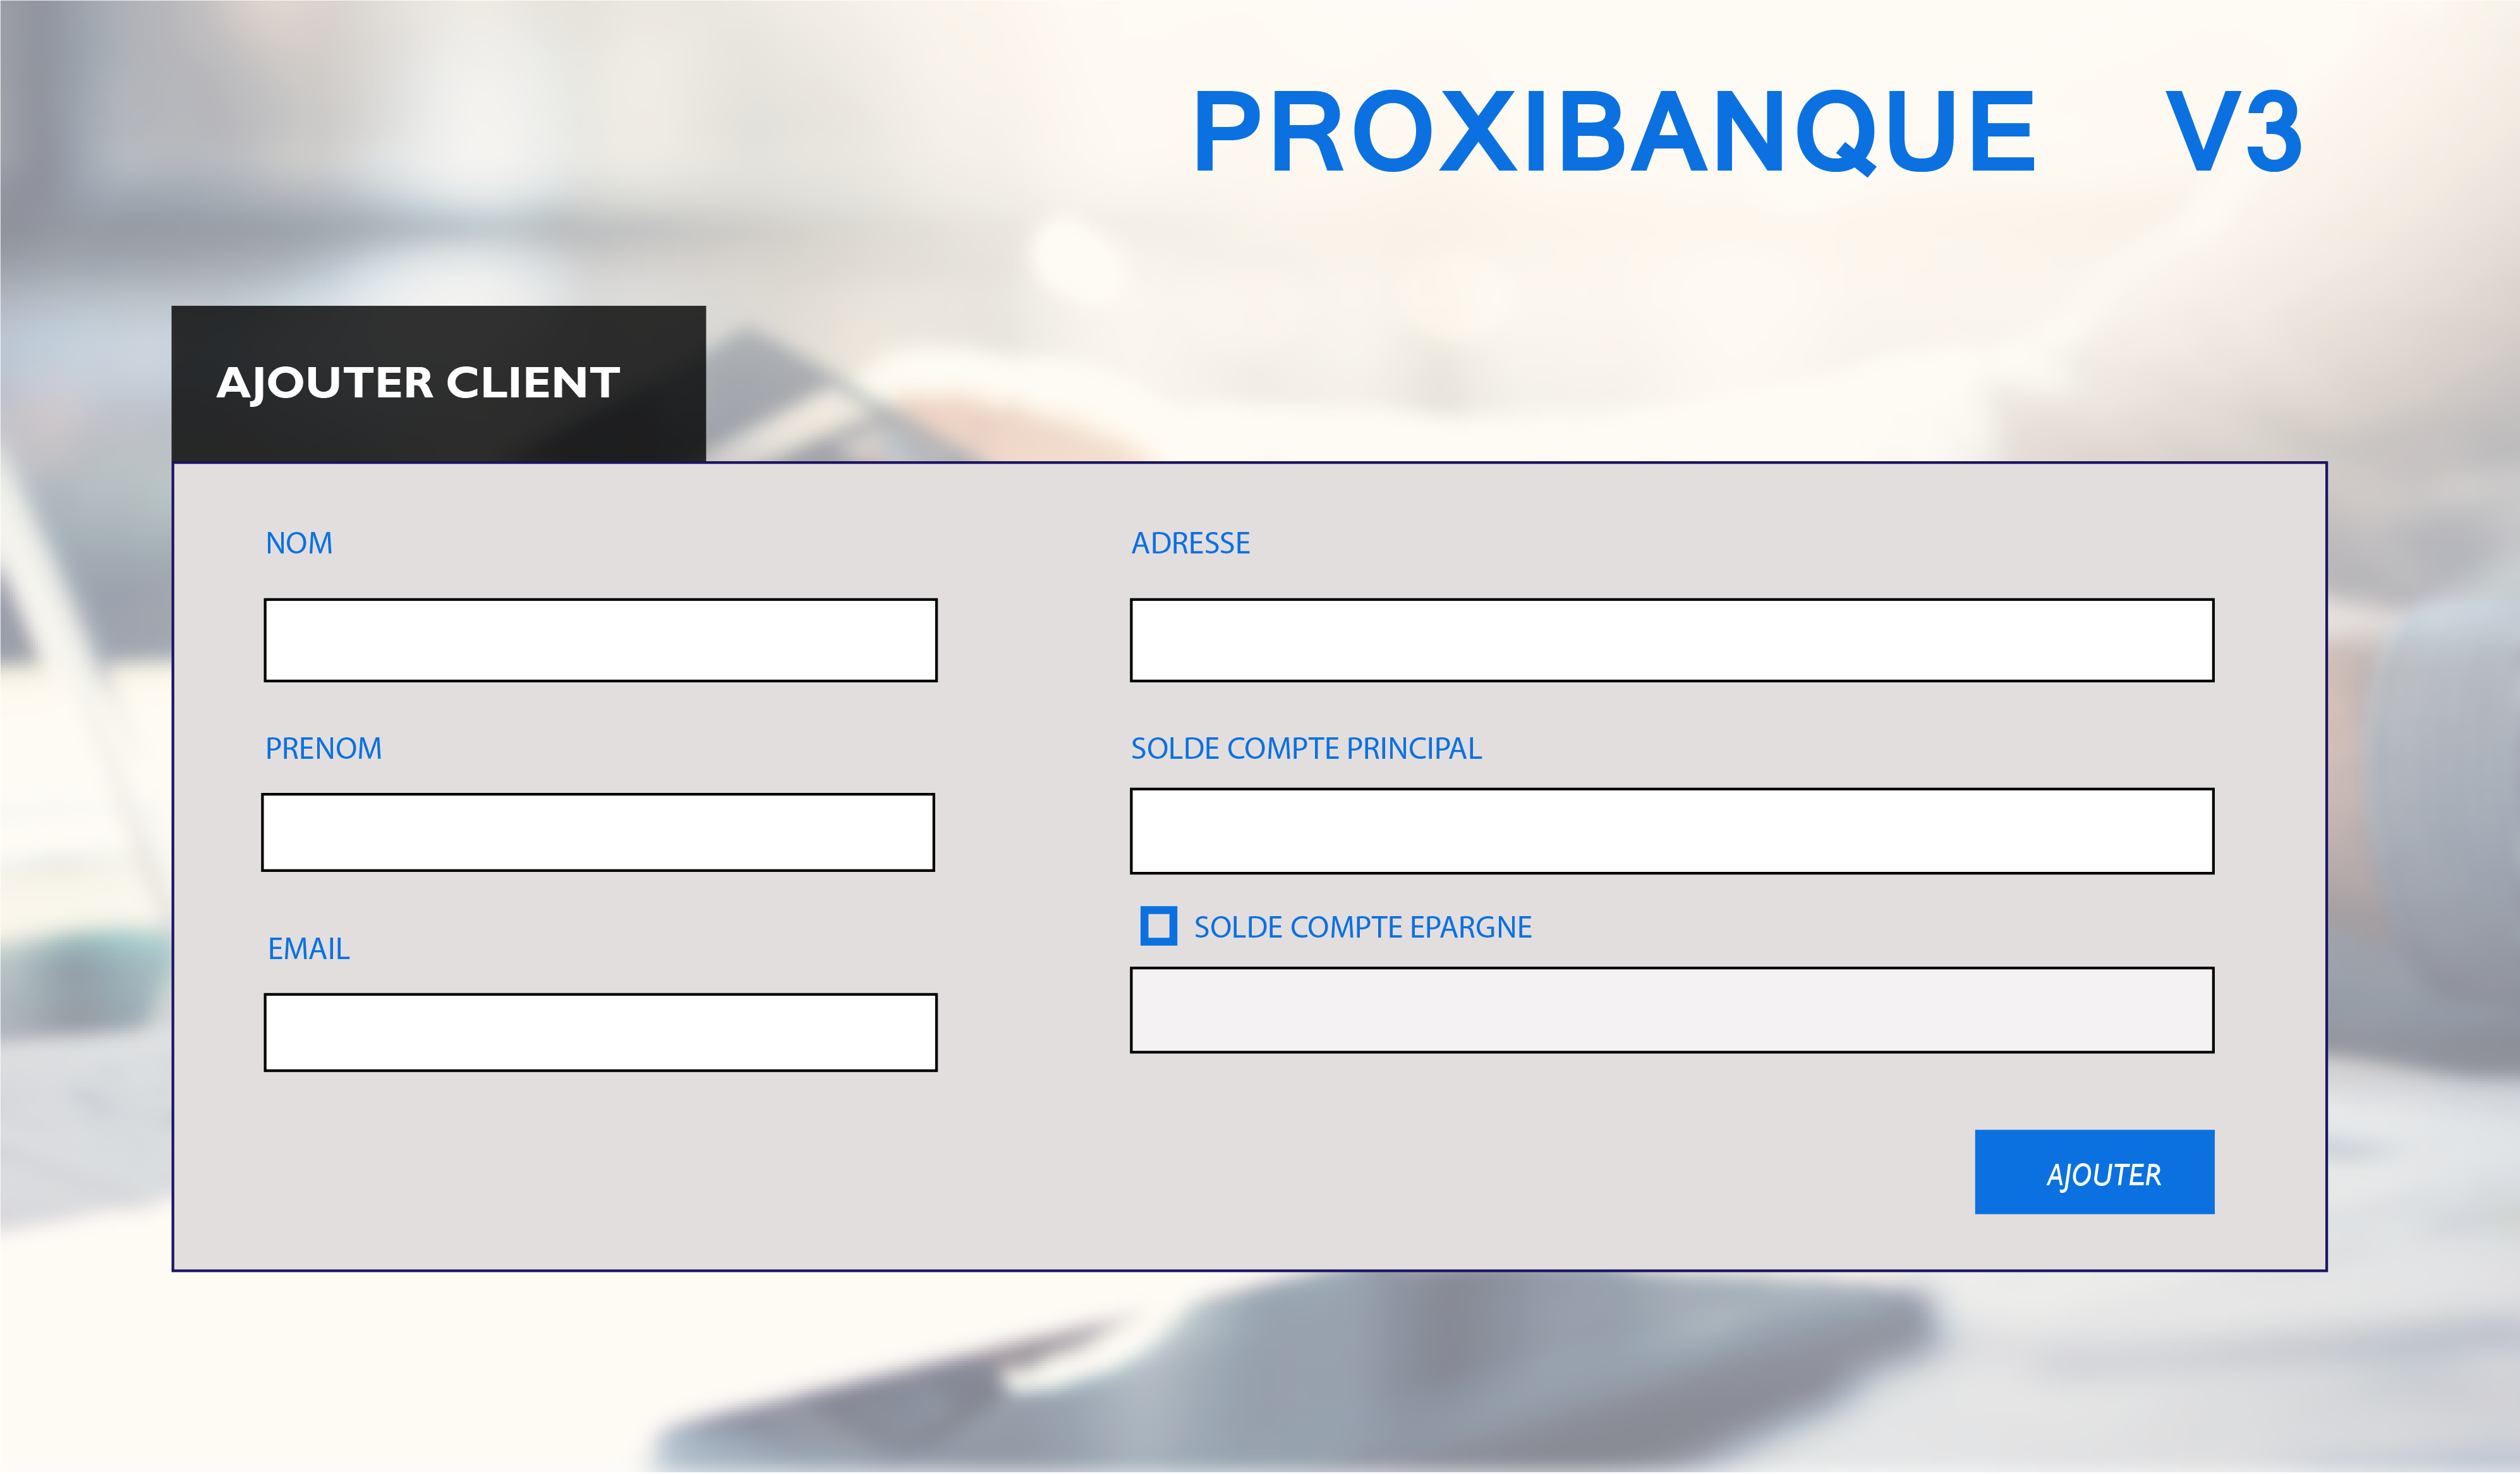 PROXIBANQUE V3
AJOUTER CLIENT
NOM
PRENOM
EMAIL
ADRESSE
SOLDE COMPTE PRINCIPAL
SOLDE COMPTE EPARGNE
AJOUTER